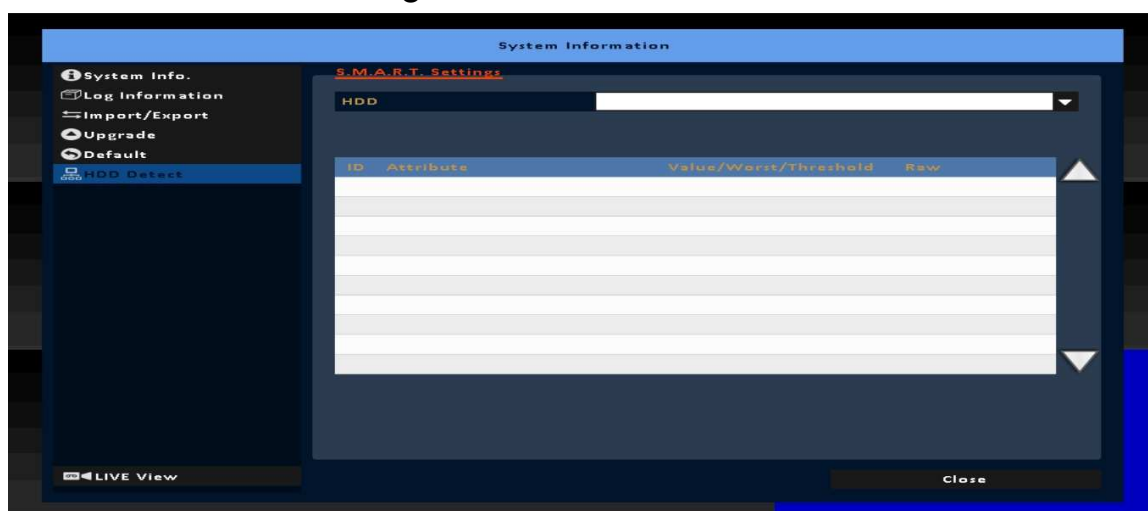 System Information
System Info.
Log Information
Import/Export
Upgrade
Default
HDD Detect
S.M.A.R.T. Settings
HDD
ID Attribute Value/Worst/Threshold Raw
LIVE View
Close